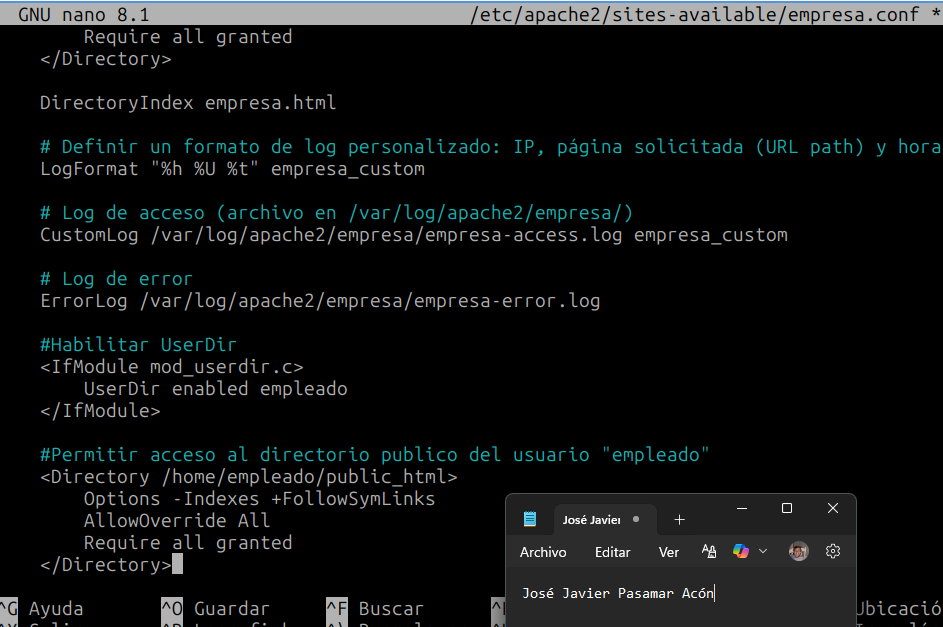 GNU nano 8.1 /etc/apache2/sites-available/empresa.conf *
Require all granted
</Directory>
DirectoryIndex empresa.html
# Definir un formato de log personalizado: IP, página solicitada (URL path) y hora
LogFormat "%h %U %t" empresa_custom
# Log de acceso (archivo en /var/log/apache2/empresa/)
CustomLog /var/log/apache2/empresa/empresa-access.log empresa_custom
# Log de error
ErrorLog /var/log/apache2/empresa/empresa-error.log
#Habilitar UserDir
<IfModule mod_userdir.c>
UserDir enabled empleado
</IfModule>
#Permitir acceso al directorio publico del usuario "empleado"
<Directory /home/empleado/public_html>
Options -Indexes +FollowSymLinks
AllowOverride All
Require all granted
</Directory>
José Javier
Archivo Editar Ver
José Javier Pasamar Acón
^G Ayuda ^O Guardar ^F Buscar